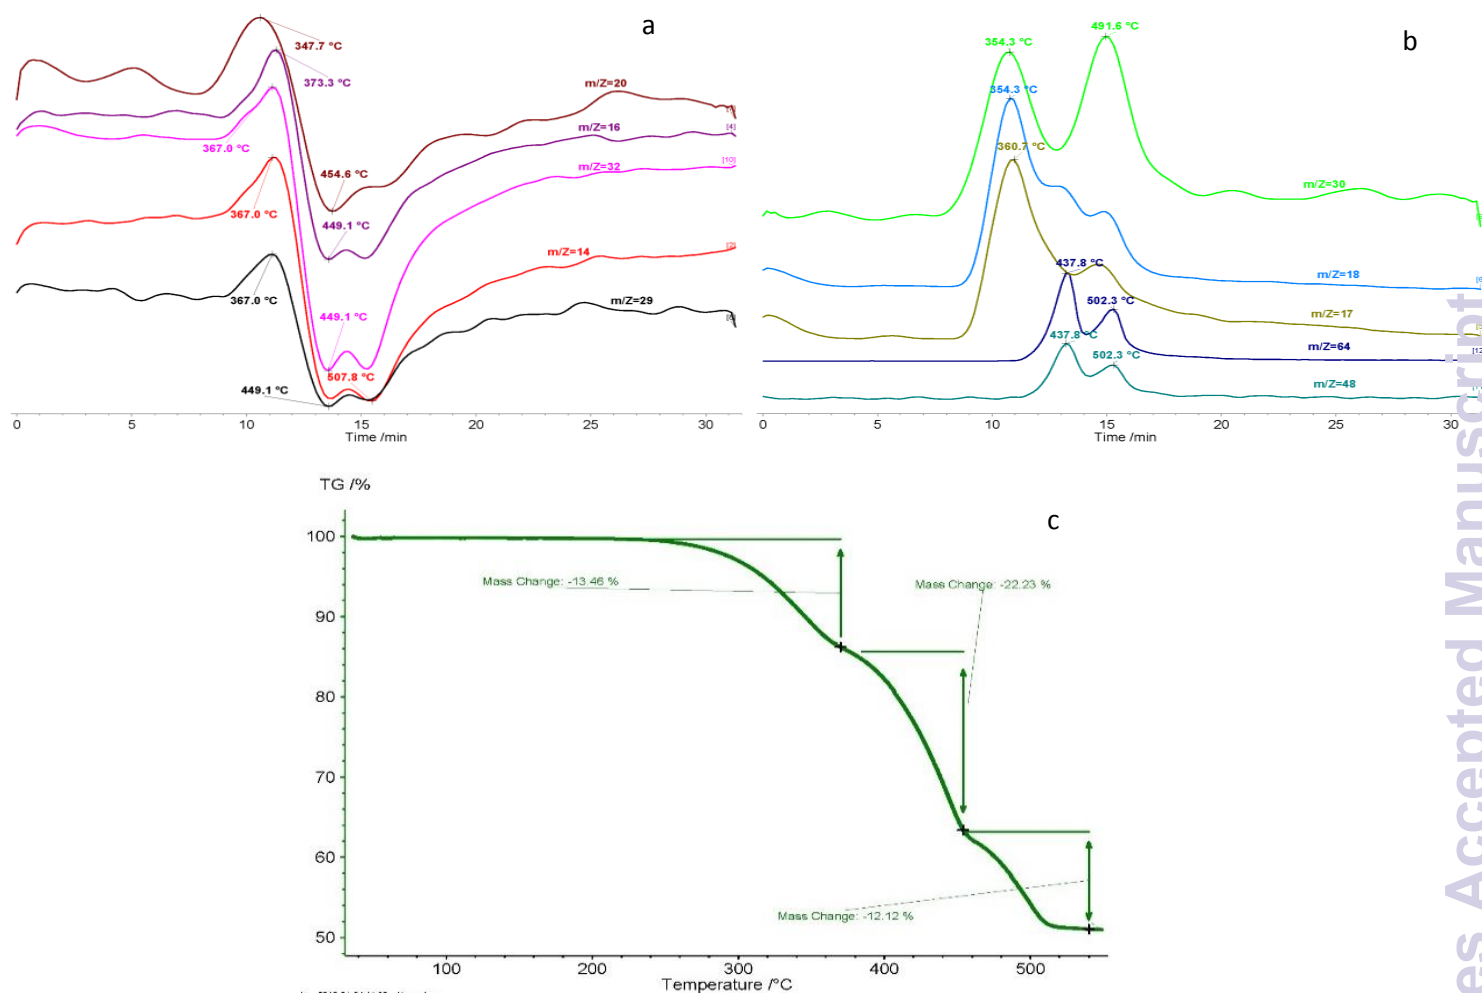 a
347.7 °C
373.3 °C
m/Z=20
[4]
m/Z=16
367.0 °C
[10]
m/Z=32
454.6 °C
367.0 °C
449.1 °C
m/Z=14
367.0 °C
m/Z=29
449.1 °C
507.8 °C
449.1 °C
0 5 10 15 20 25 30
Time /min
b
491.6 °C
354.3 °C
354.3 °C
360.7 °C
m/Z=30
437.8 °C
m/Z=18
502.3 °C
m/Z=17
437.8 °C
m/Z=64
502.3 °C
m/Z=48
0 5 10 15 20 25 30
Time /min
TG /%
c
100
90
80
70
60
50
Mass Change: -13.46 %
Mass Change: -22.23 %
Mass Change: -12.12 %
100 200 300 400 500
Temperature /°C
Accepted Manuscript